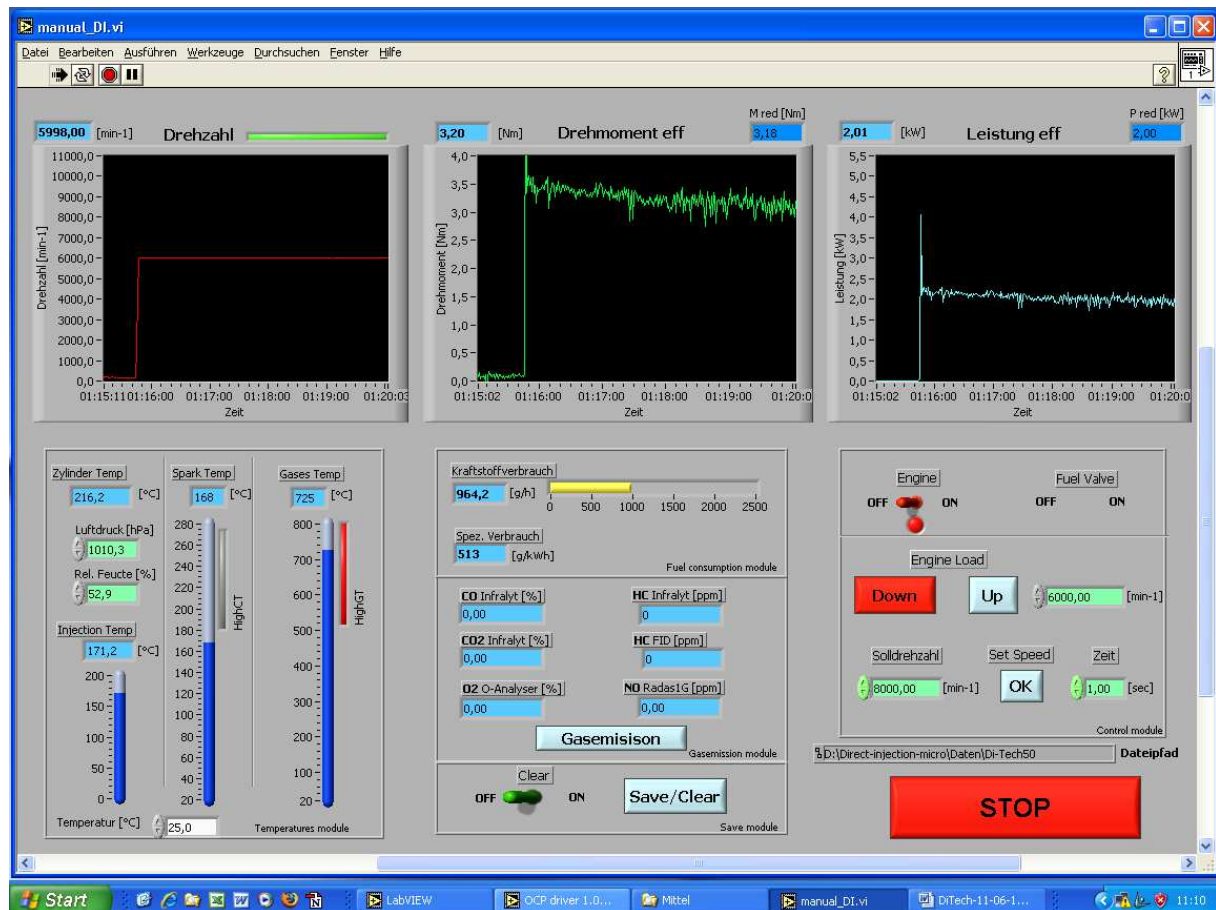 manual_DI.vi
Datei Bearbeiten Ausführen Werkzeuge Durchsuchen Fenster Hilfe
?
1
5998,00 [min-1] Drehzahl
11000,0
10000,0
9000,0
8000,0
7000,0
6000,0
5000,0
4000,0
3000,0
2000,0
1000,0
0,0
Drehzahl [min-1]
01:15:11 01:16:00 01:17:00 01:18:00 01:19:00 01:20:03
Zeit
M red [Nm]
3,20 [Nm] Drehmoment eff 3,18
4,0
3,5
3,0
2,5
2,0
1,5
1,0
0,5
0,0
Drehmoment [Nm]
01:15:02 01:16:00 01:17:00 01:18:00 01:19:00 01:20:0
Zeit
P red [kW]
2,01 [kW] Leistung eff 2,00
5,5
5,0
4,5
4,0
3,5
3,0
2,5
2,0
1,5
1,0
0,5
0,0
Leistung [kW]
01:15:02 01:16:00 01:17:00 01:18:00 01:19:00 01:20:0
Zeit
Zylinder Temp
216,2 [°C]
Luftdruck [hPa]
1010,3
Rel. Feuchte [%]
52,9
Injection Temp
171,2 [°C]
200
150
100
50
0
Spark Temp
168 [°C]
280
260
240
220
200
180
160
140
120
100
80
60
40
20
HighCT
Gases Temp
725 [°C]
800
700
600
500
400
300
200
100
20
HighGT
Temperatur [°C] 25,0
Temperatures module
Kraftstoffverbrauch
964,2 [g/h]
0 500 1000 1500 2000 2500
Spez. Verbrauch
513 [g/kWh]
Fuel consumption module
CO Infralyt [%] HC Infralyt [ppm]
0,00 0
CO2 Infralyt [%] HC FID [ppm]
0,00 0
O2 O-Analyser [%] NO Radas1G [ppm]
0,00 0,00
Gasemisison
Gasemission module
Clear
OFF ON Save/Clear
Save module
Engine Fuel Valve
OFF ON OFF ON
Engine Load
Down Up 6000,00 [min-1]
Solldrehzahl Set Speed Zeit
8000,00 [min-1] OK 1,00 [sec]
Control module
D:\Direct-injection-micro\Daten\Di-Tech50 Dateipfad
STOP
Start LabVIEW OCP driver 1.0... Mittel manual_DI.vi DiTech-11-06-1... 11:10